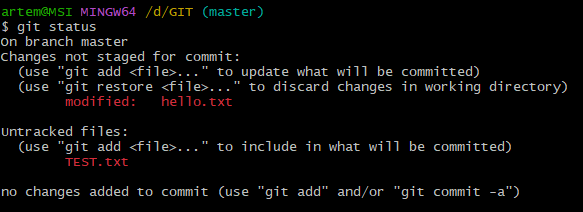 artem@MSI MINGW64 /d/GIT (master)
$ git status
On branch master
Changes not staged for commit:
  (use "git add <file>..." to update what will be committed)
  (use "git restore <file>..." to discard changes in working directory)
        modified:   hello.txt

Untracked files:
  (use "git add <file>..." to include in what will be committed)
        TEST.txt

no changes added to commit (use "git add" and/or "git commit -a")